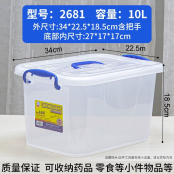 型号：2681 容量：10L
外尺寸:34*22.5*18.5cm含把手
底部内尺寸:27*17*17cm
34cm
22.5m
18.5cm
质量保证 可收纳药品 零食等小件物品等